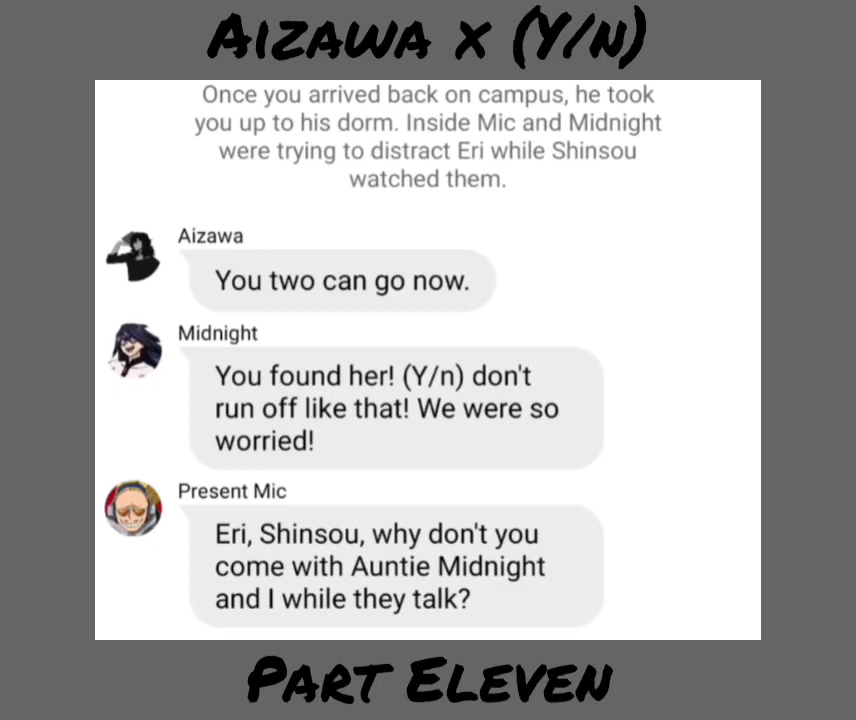 Aizawa x (Y/n)
Once you arrived back on campus, he took
you up to his dorm. Inside Mic and Midnight
were trying to distract Eri while Shinsou
watched them.
Aizawa
You two can go now.
Midnight
You found her! (Y/n) don't
run off like that! We were so
worried!
Present Mic
Eri, Shinsou, why don't you
come with Auntie Midnight
and I while they talk?
Part Eleven